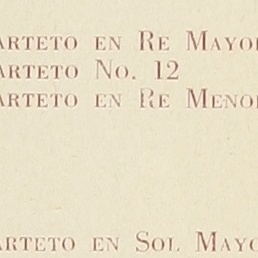 ARTETO EN RE MAYO
ARTETO NO. 12
ARTETO EN RE MENO
ARTETO EN SOL MAYO